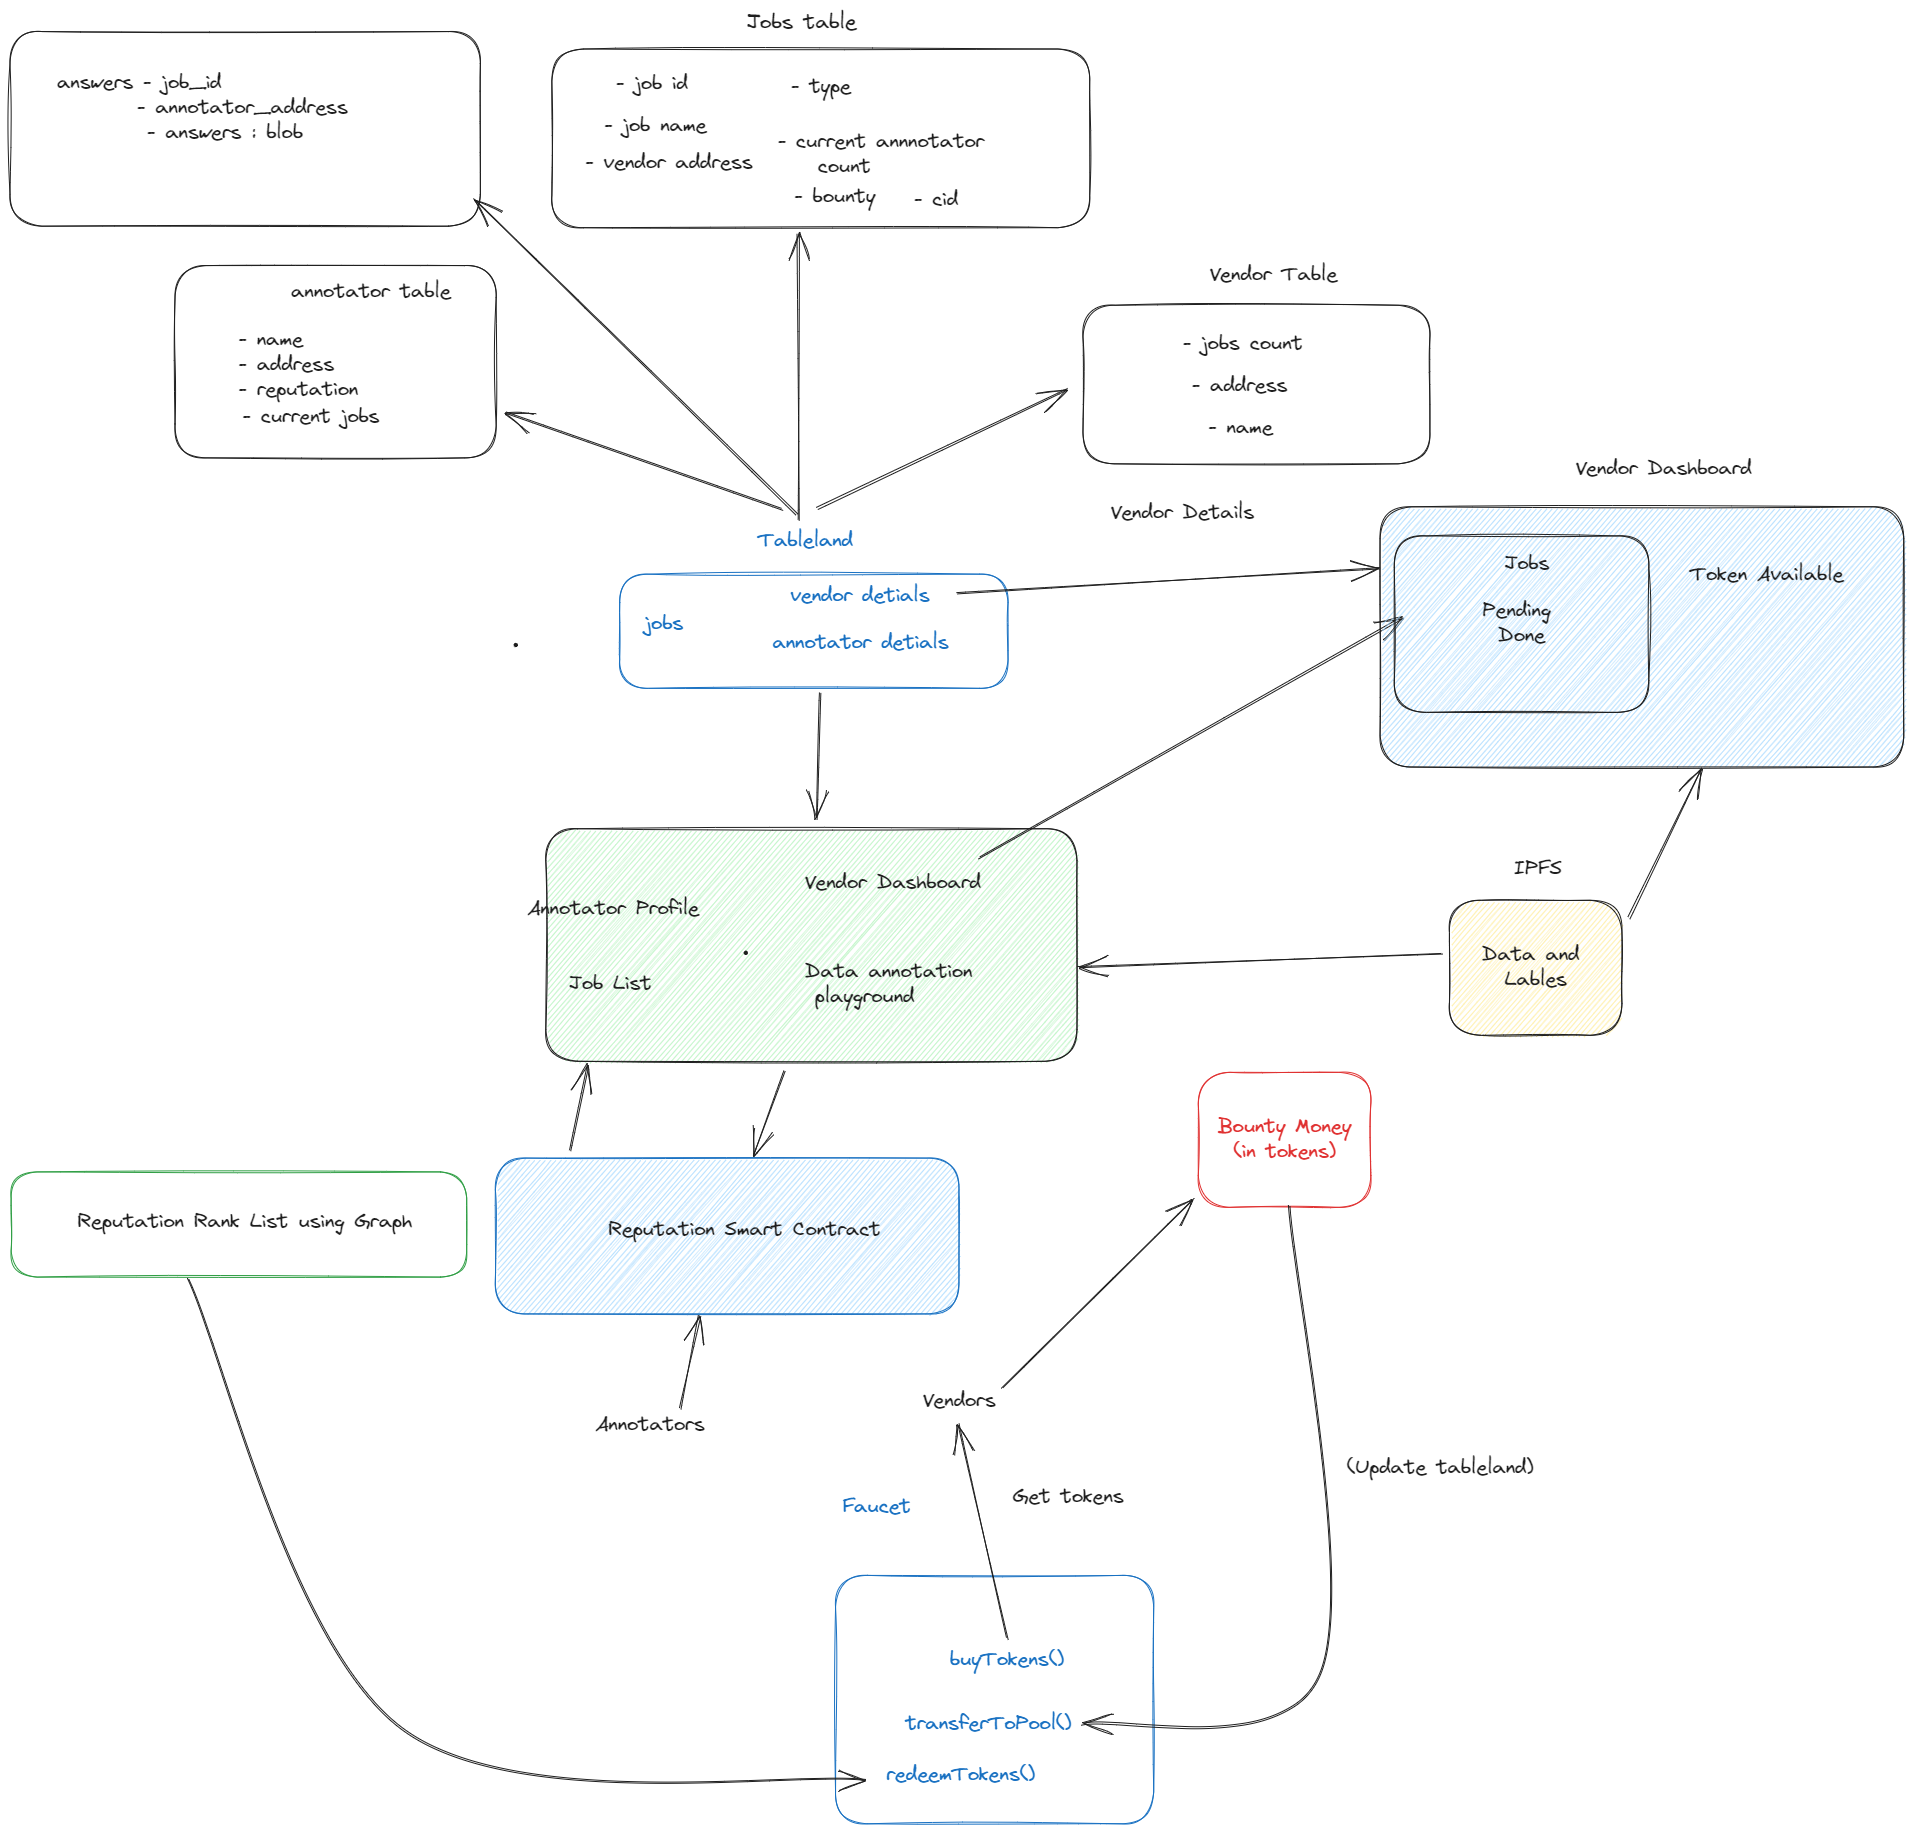 Jobs table
answers - job_id
- annotator_address
- answers : blob
- job id
- type
- job name
- current annnotator
count
- vendor address
- bounty
- cid
annotator table
- name
- address
- reputation
- current jobs
Vendor Table
- jobs count
- address
- name
Vendor Dashboard
Vendor Details
Tableland
vendor detials
jobs
annotator detials
Jobs
Pending
Done
Token Available
Vendor Dashboard
Annotator Profile
Job List
Data annotation
playground
IPFS
Data and
Lables
Bounty Money
(in tokens)
Reputation Rank List using Graph
Reputation Smart Contract
Annotators
Vendors
(Update tableland)
Faucet
Get tokens
buyTokens()
transferToPool()
redeemTokens()